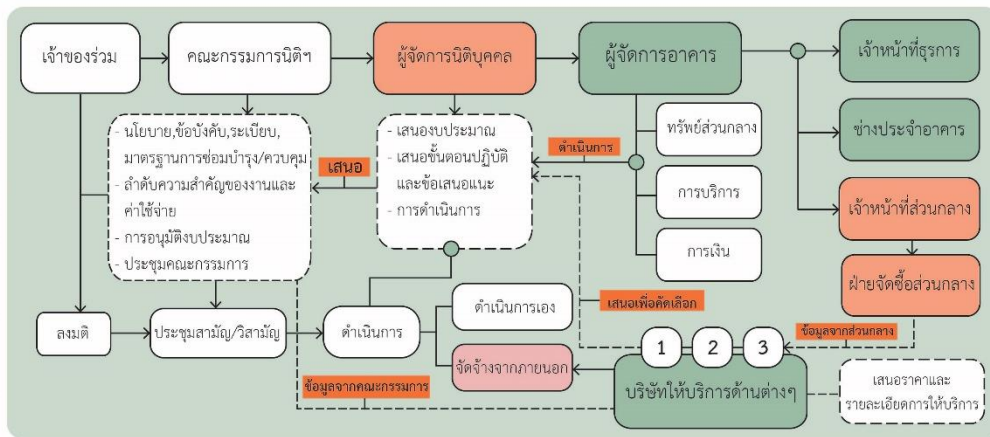 เจ้าของร่วม
คณะกรรมการนิติฯ
ผู้จัดการนิติบุคคล
ผู้จัดการอาคาร
เจ้าหน้าที่ธุรการ
- นโยบาย,ข้อบังคับ,ระเบียบ,
มาตรฐานการซ่อมบำรุง/ควบคุม
- ลำดับความสำคัญของงานและ
ค่าใช้จ่าย
- การอนุมัติงบประมาณ
- ประชุมคณะกรรมการ
เสนอ
- เสนองบประมาณ
- เสนอขั้นตอนปฏิบัติ
และข้อเสนอแนะ
- การดำเนินการ
ดำเนินการ
ทรัพย์ส่วนกลาง
การบริการ
การเงิน
ช่างประจำอาคาร
เจ้าหน้าที่ส่วนกลาง
ฝ่ายจัดซื้อส่วนกลาง
ลงมติ
ประชุมสามัญ/วิสามัญ
ดำเนินการ
ดำเนินการเอง
จัดจ้างจากภายนอก
เสนอเพื่อคัดเลือก
ข้อมูลจากส่วนกลาง
1 2 3
บริษัทให้บริการด้านต่างๆ
ข้อมูลจากคณะกรรมการ
เสนอราคาและ
รายละเอียดการให้บริการ